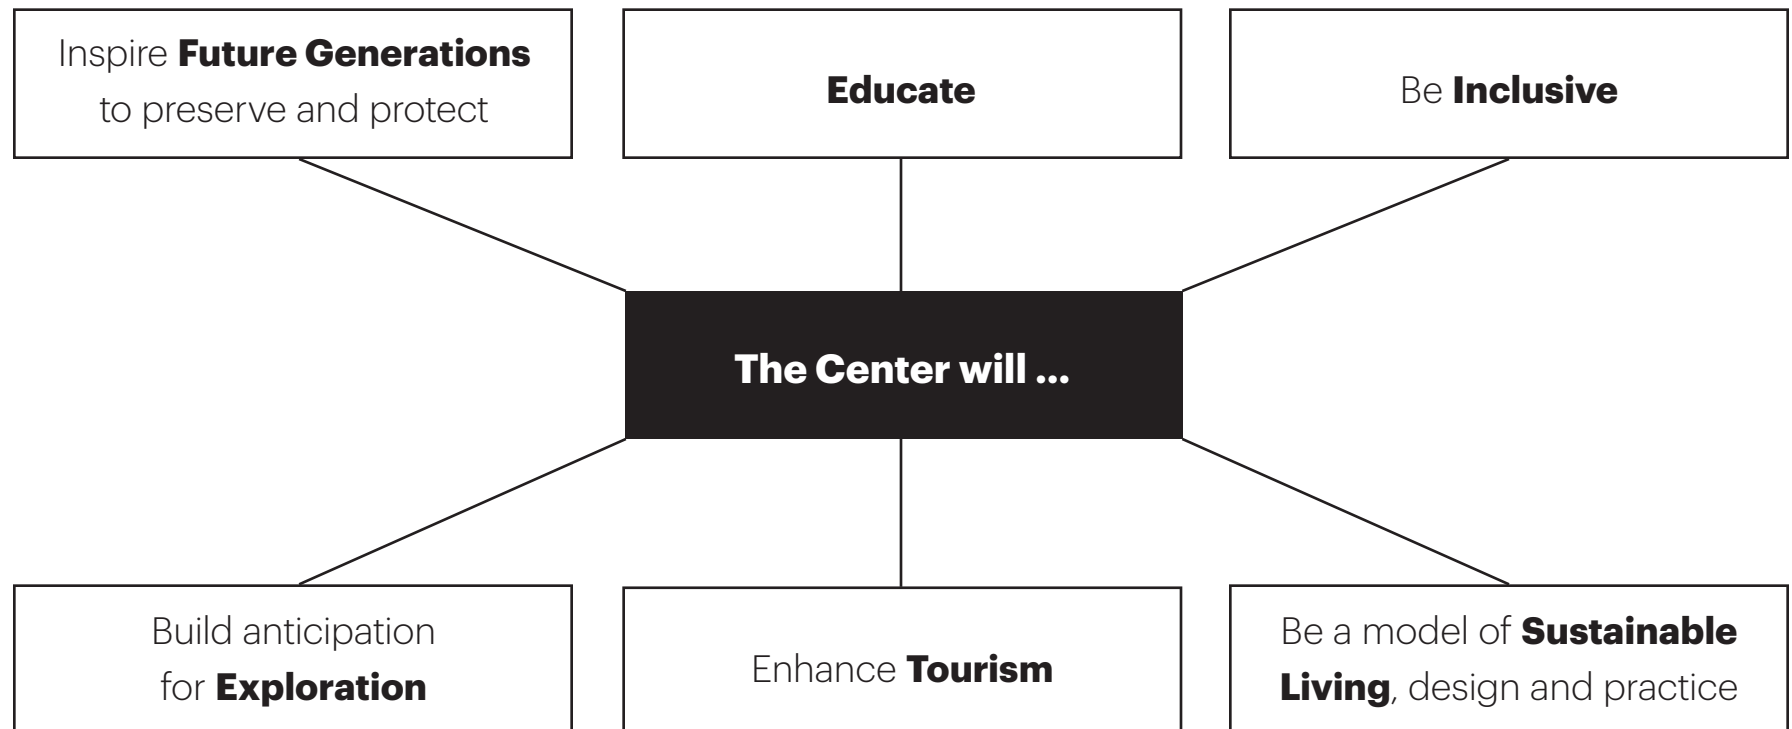 Inspire Future Generations
to preserve and protect
Educate
Be Inclusive
The Center will ...
Build anticipation
for Exploration
Enhance Tourism
Be a model of Sustainable
Living, design and practice